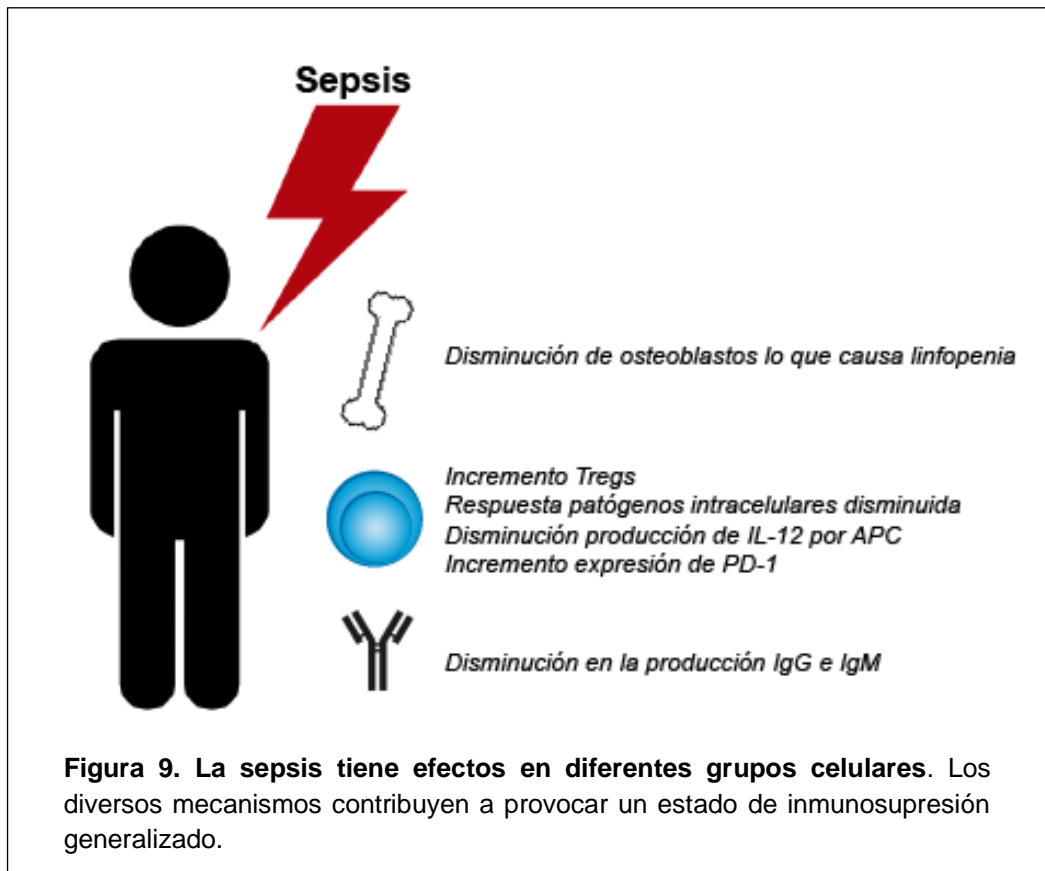 Sepsis
Disminución de osteoblastos lo que causa linfopenia
Incremento Tregs
Respuesta patógenos intracelulares disminuida
Disminución producción de IL-12 por APC
Incremento expresión de PD-1
Disminución en la producción IgG e IgM
Figura 9. La sepsis tiene efectos en diferentes grupos celulares. Los
diversos mecanismos contribuyen a provocar un estado de inmunosupresión
generalizado.